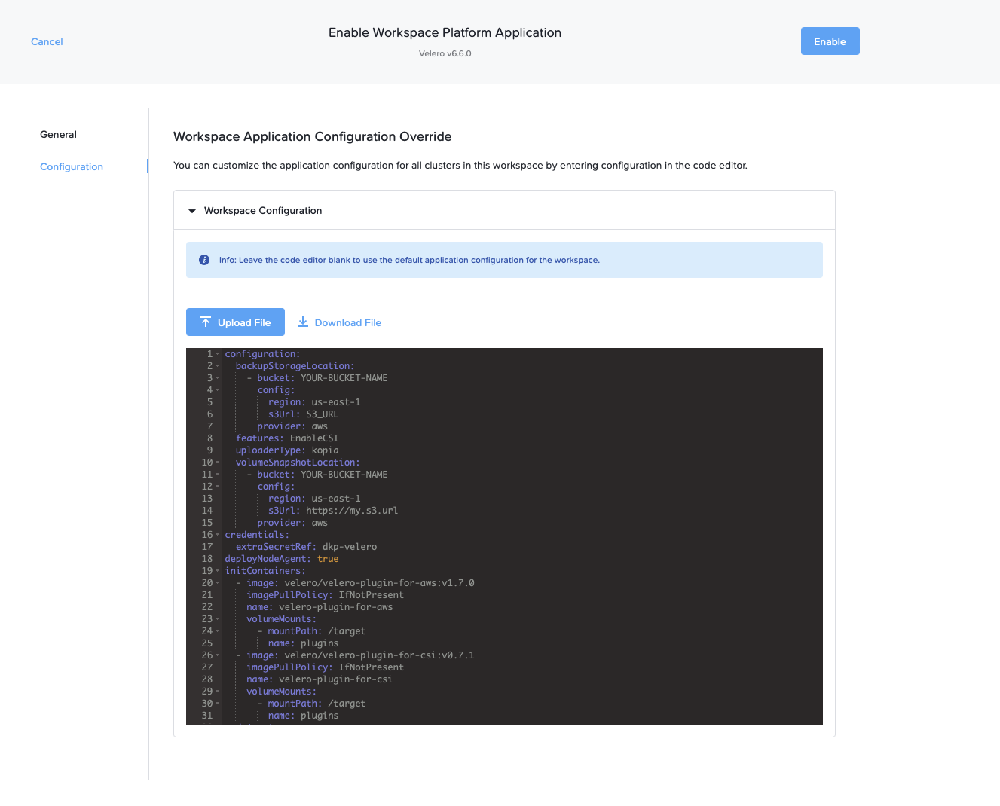 Cancel
Enable Workspace Platform Application
Velero v6.6.0
Enable
General
Configuration
Workspace Application Configuration Override
You can customize the application configuration for all clusters in this workspace by entering configuration in the code editor.
Workspace Configuration
Info: Leave the code editor blank to use the default application configuration for the workspace.
Upload File
Download File
1 configuration:
2 backupStorageLocation:
3 - bucket: YOUR-BUCKET-NAME
4 config:
5 region: us-east-1
6 s3Url: S3_URL
7 provider: aws
8 features: EnableCSI
9 uploaderType: kopia
10 volumeSnapshotLocation:
11 - bucket: YOUR-BUCKET-NAME
12 config:
13 region: us-east-1
14 s3Url: https://my.s3.url
15 provider: aws
16 credentials:
17 extraSecretRef: dkp-velero
18 deployNodeAgent: true
19 initContainers:
20 - image: velero/velero-plugin-for-aws:v1.7.0
21 imagePullPolicy: IfNotPresent
22 name: velero-plugin-for-aws
23 volumeMounts:
24 - mountPath: /target
25 name: plugins
26 - image: velero/velero-plugin-for-csi:v0.7.1
27 imagePullPolicy: IfNotPresent
28 name: velero-plugin-for-csi
29 volumeMounts:
30 - mountPath: /target
31 name: plugins